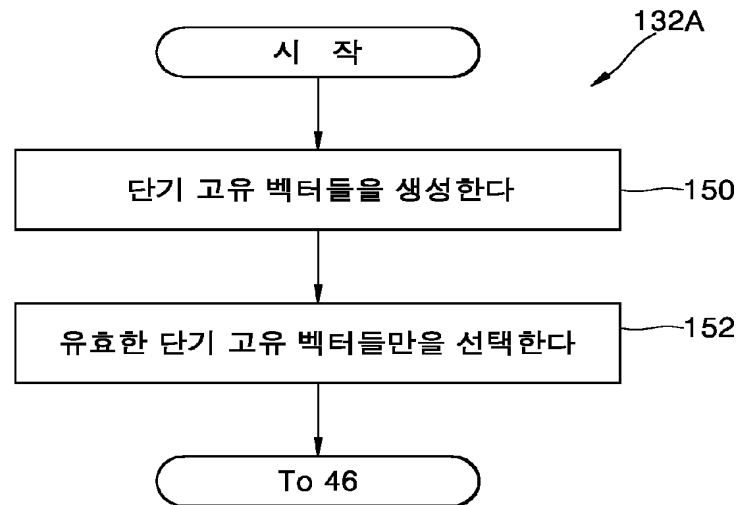 132A
시 작
단기 고유 벡터들을 생성한다
150
유효한 단기 고유 벡터들만을 선택한다
152
To 46